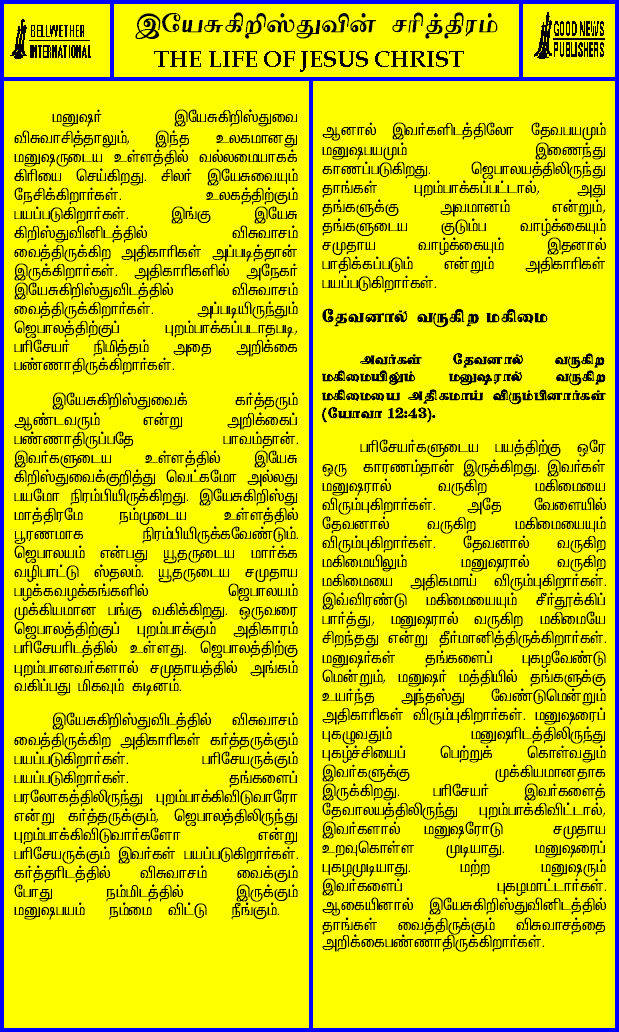 BELLWETHER
INTERNATIONAL
இயேசுகிறிஸ்துவின் சரித்திரம்
THE LIFE OF JESUS CHRIST
GOOD NEWS
PUBLISHERS
மனுஷர் இயேசுகிறிஸ்துவை
விசுவாசித்தாலும், இந்த உலகமானது
மனுஷருடைய உள்ளத்தில் வல்லமையாகக்
கிரியை செய்கிறது. சிலர் இயேசுவையும்
நேசிக்கிறார்கள். உலகத்திற்கும்
பயப்படுகிறார்கள். இங்கு இயேசு
கிறிஸ்துவினிடத்தில் விசுவாசம்
வைத்திருக்கிற அதிகாரிகள் அப்படித்தான்
இருக்கிறார்கள். அதிகாரிகளில் அநேகர்
இயேசுகிறிஸ்துவிடத்தில் விசுவாசம்
வைத்திருக்கிறார்கள். அப்படியிருந்தும்
ஜெபாலத்திற்குப் புறம்பாக்கப்படாதபடி,
பரிசேயர் நிமித்தம் அதை அறிக்கை
பண்ணாதிருக்கிறார்கள்.
இயேசுகிறிஸ்துவைக் கர்த்தரும்
ஆண்டவரும் என்று அறிக்கைப்
பண்ணாதிருப்பதே பாவம்தான்.
இவர்களுடைய உள்ளத்தில் இயேசு
கிறிஸ்துவைக்குறித்து வெட்கமோ அல்லது
பயமோ நிரம்பியிருக்கிறது. இயேசுகிறிஸ்து
மாத்திரமே நம்முடைய உள்ளத்தில்
பூரணமாக நிரம்பியிருக்கவேண்டும்.
ஜெபாலயம் என்பது யூதருடைய மார்க்க
வழிபாட்டு ஸ்தலம். யூதருடைய சமுதாய
பழக்கவழக்கங்களில் ஜெபாலயம்
முக்கியமான பங்கு வகிக்கிறது. ஒருவரை
ஜெபாலத்திற்குப் புறம்பாக்கும் அதிகாரம்
பரிசேயரிடத்தில் உள்ளது. ஜெபாலத்திற்கு
புறம்பானவர்களால் சமுதாயத்தில் அங்கம்
வகிப்பது மிகவும் கடினம்.
இயேசுகிறிஸ்துவிடத்தில் விசுவாசம்
வைத்திருக்கிற அதிகாரிகள் கர்த்தருக்கும்
பயப்படுகிறார்கள். பரிசேயருக்கும்
பயப்படுகிறார்கள். தங்களைப்
பரலோகத்திலிருந்து புறம்பாக்கிவிடுவாரோ
என்று கர்த்தருக்கும், ஜெபாலத்திலிருந்து
புறம்பாக்கிவிடுவார்களோ என்று
பரிசேயருக்கும் இவர்கள் பயப்படுகிறார்கள்.
கர்த்தரிடத்தில் விசுவாசம் வைக்கும்
போது நம்மிடத்தில் இருக்கும்
மனுஷபயம் நம்மை விட்டு நீங்கும்.
ஆனால் இவர்களிடத்திலோ தேவபயமும்
மனுஷபயமும் இணைந்து
காணப்படுகிறது. ஜெபாலயத்திலிருந்து
தாங்கள் புறம்பாக்கப்பட்டால், அது
தங்களுக்கு அவமானம் என்றும்,
தங்களுடைய குடும்ப வாழ்க்கையும்
சமுதாய வாழ்க்கையும் இதனால்
பாதிக்கப்படும் என்றும் அதிகாரிகள்
பயப்படுகிறார்கள்.
தேவனால் வருகிற மகிமை
அவர்கள் தேவனால் வருகிற
மகிமையிலும் மனுஷரால் வருகிற
மகிமையை அதிகமாய் விரும்பினார்கள்
(யோவா 12:43).
பரிசேயர்களுடைய பயத்திற்கு ஒரே
ஒரு காரணம்தான் இருக்கிறது. இவர்கள்
மனுஷரால் வருகிற மகிமையை
விரும்புகிறார்கள். அதே வேளையில்
தேவனால் வருகிற மகிமையையும்
விரும்புகிறார்கள். தேவனால் வருகிற
மகிமையிலும் மனுஷரால் வருகிற
மகிமையை அதிகமாய் விரும்புகிறார்கள்.
இவ்விரண்டு மகிமையையும் சீர்தூக்கிப்
பார்த்து, மனுஷரால் வருகிற மகிமையே
சிறந்தது என்று தீர்மானித்திருக்கிறார்கள்.
மனுஷர்கள் தங்களைப் புகழவேண்டு
மென்றும், மனுஷர் மத்தியில் தங்களுக்கு
உயர்ந்த அந்தஸ்து வேண்டுமென்றும்
அதிகாரிகள் விரும்புகிறார்கள். மனுஷரைப்
புகழுவதும் மனுஷரிடத்திலிருந்து
புகழ்ச்சியைப் பெற்றுக் கொள்வதும்
இவர்களுக்கு முக்கியமானதாக
இருக்கிறது. பரிசேயர் இவர்களைத்
தேவாலயத்திலிருந்து புறம்பாக்கிவிட்டால்,
இவர்களால் மனுஷரோடு சமுதாய
உறவுகொள்ள முடியாது. மனுஷரைப்
புகழமுடியாது. மற்ற மனுஷரும்
இவர்களைப் புகழமாட்டார்கள்.
ஆகையினால் இயேசுகிறிஸ்துவினிடத்தில்
தாங்கள் வைத்திருக்கும் விசுவாசத்தை
அறிக்கைபண்ணாதிருக்கிறார்கள்.